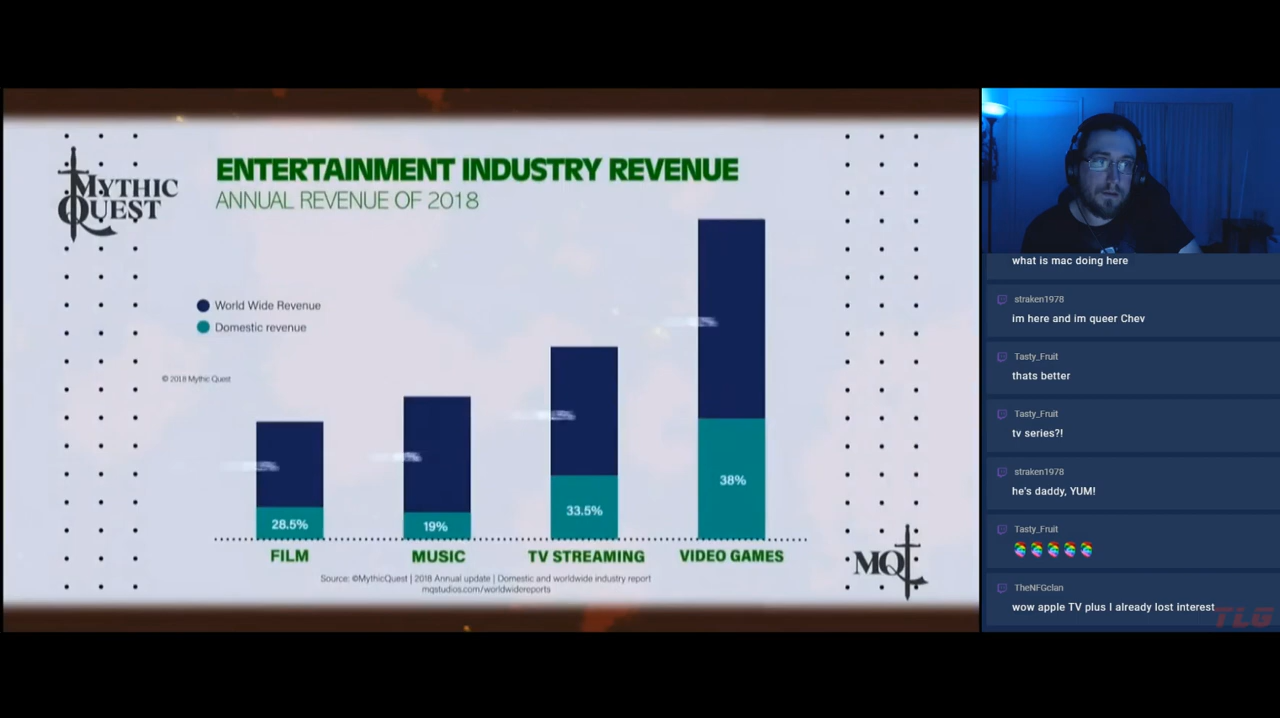 MYTHIC
QUEST
ENTERTAINMENT INDUSTRY REVENUE
ANNUAL REVENUE OF 2018
World Wide Revenue
Domestic revenue
© 2018 Mythic Quest
28.5%
19%
33.5%
38%
FILM
MUSIC
TV STREAMING
VIDEO GAMES
Source: ©MythicQuest | 2018 Annual update | Domestic and worldwide industry report
mqstudios.com/worldwidereports
MQ
what is mac doing here
straken1978
im here and im queer Chev
Tasty_Fruit
thats better
Tasty_Fruit
tv series?!
straken1978
he's daddy, YUM!
Tasty_Fruit
TheNFGclan
wow apple TV plus I already lost interest
TLG